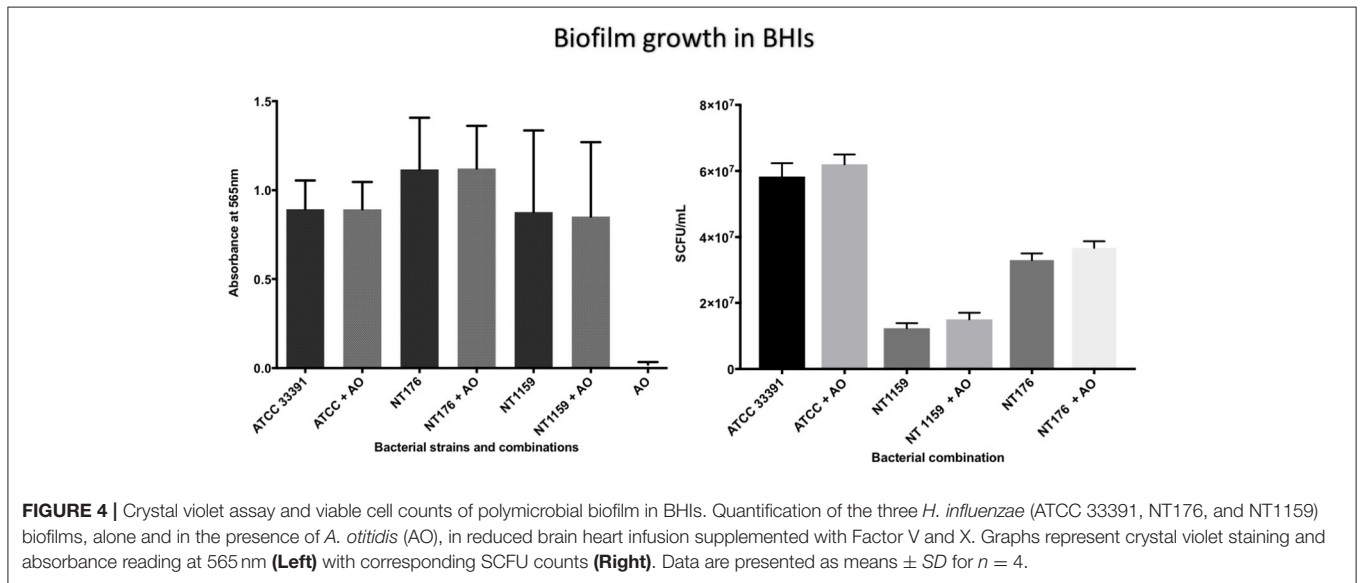 Biofilm growth in BHIs
1.5
1.0
0.5
0.0
Absorbance at 565nm
ATCC 33391
ATCC + AO
NT176
NT176 + AO
NT1159
NT1159 + AO
AO
Bacterial strains and combinations
8×10⁷
6×10⁷
4×10⁷
2×10⁷
0
SCFU/mL
ATCC 33391
ATCC + AO
NT1159
NT 1159 + AO
NT176
NT176 + AO
Bacterial combination
FIGURE 4 | Crystal violet assay and viable cell counts of polymicrobial biofilm in BHIs. Quantification of the three H. influenzae (ATCC 33391, NT176, and NT1159)
biofilms, alone and in the presence of A. otitidis (AO), in reduced brain heart infusion supplemented with Factor V and X. Graphs represent crystal violet staining and
absorbance reading at 565 nm (Left) with corresponding SCFU counts (Right). Data are presented as means ± SD for n = 4.